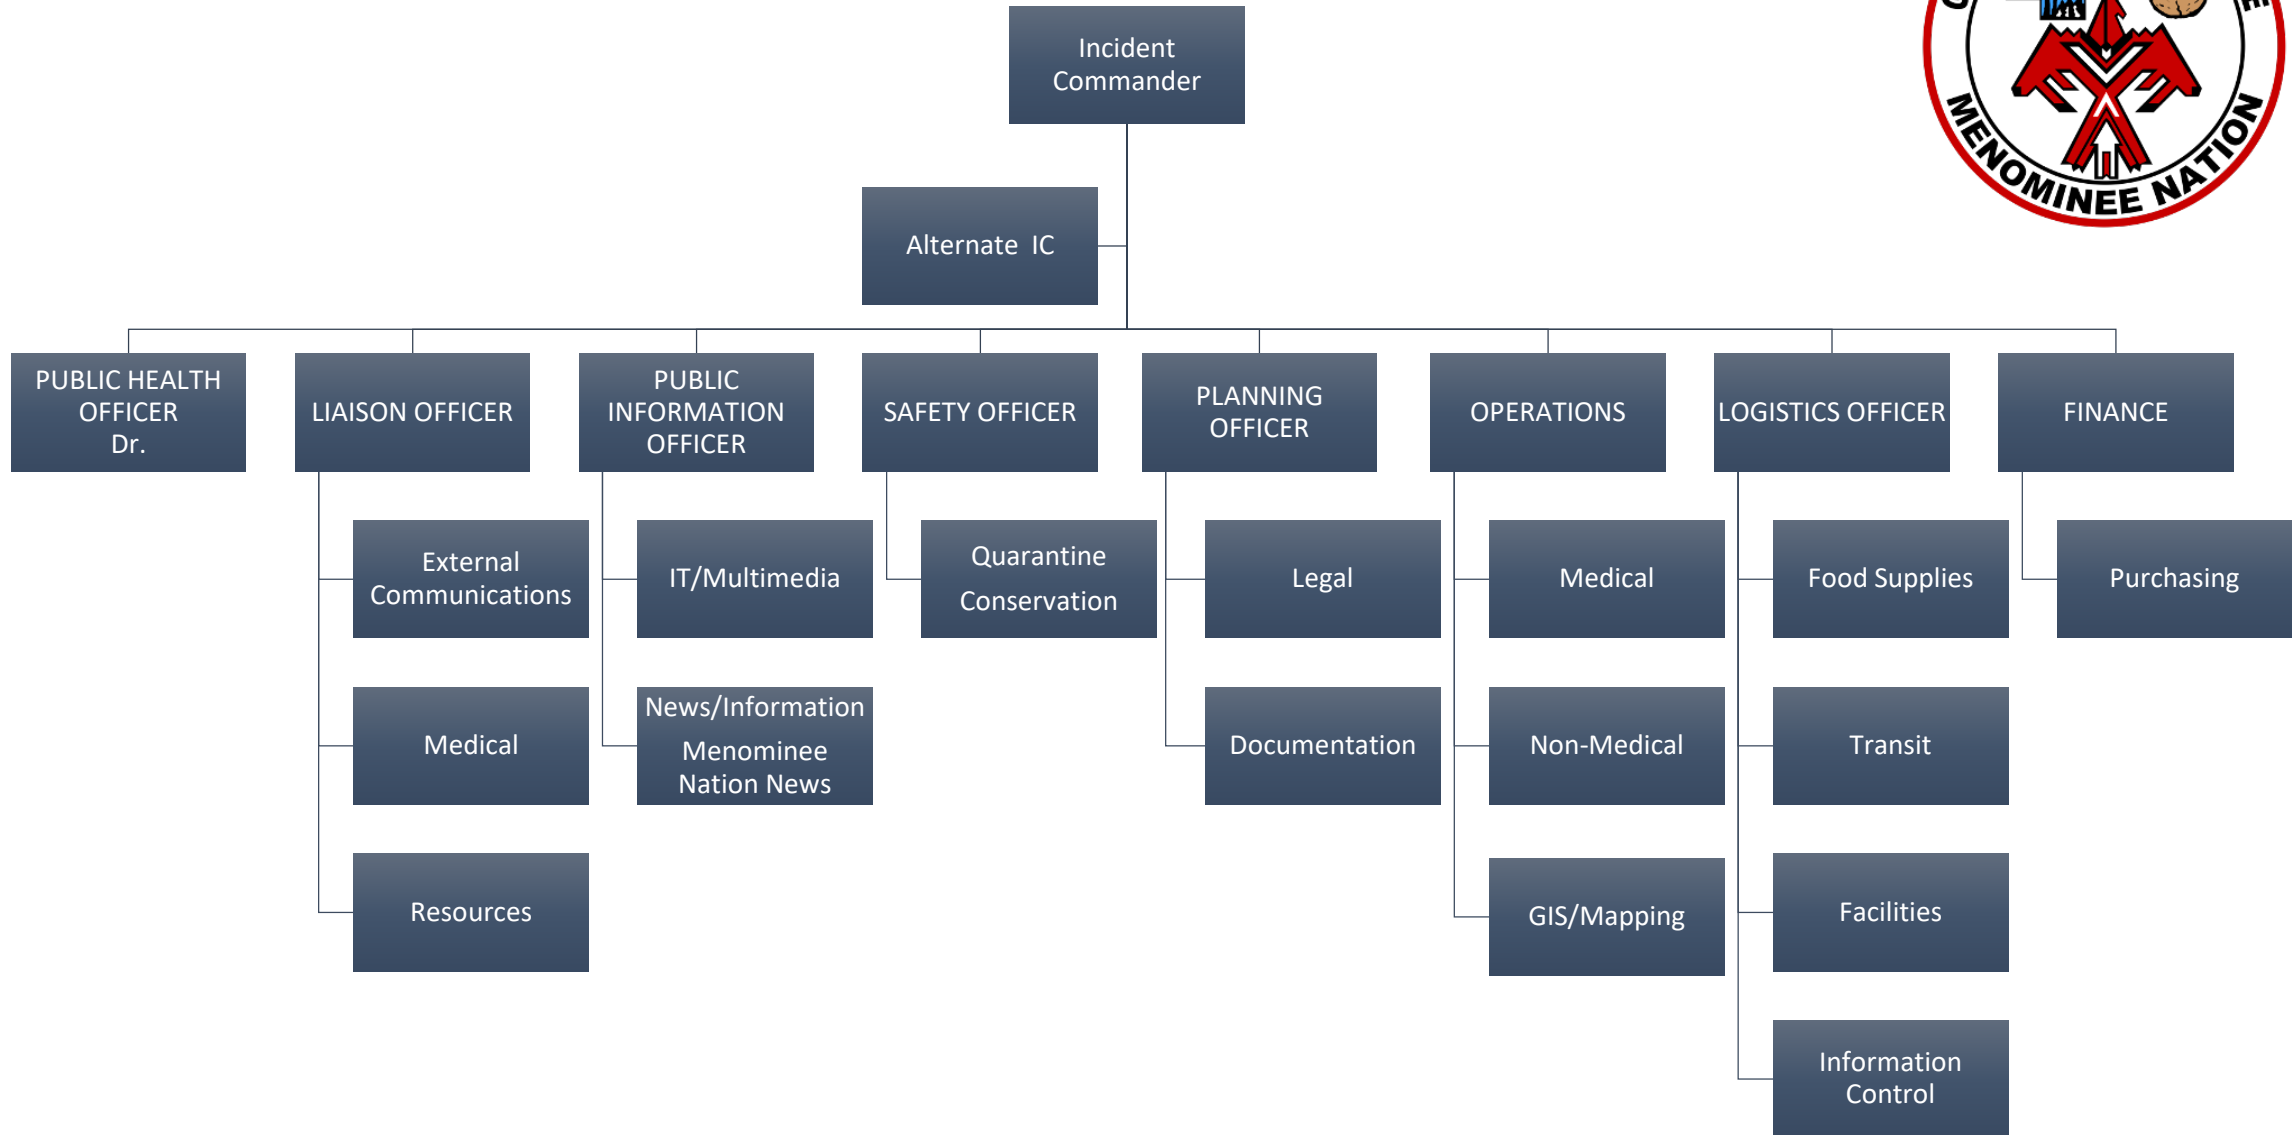 Incident
Commander
MENOMINEE NATION
Alternate IC
PUBLIC HEALTH
OFFICER
Dr.
LIAISON OFFICER
PUBLIC
INFORMATION
OFFICER
SAFETY OFFICER
PLANNING
OFFICER
OPERATIONS
LOGISTICS OFFICER
FINANCE
External
Communications
IT/Multimedia
Quarantine
Conservation
Legal
Medical
Food Supplies
Purchasing
Medical
News/Information
Menominee
Nation News
Documentation
Non-Medical
Transit
Resources
GIS/Mapping
Facilities
Information
Control